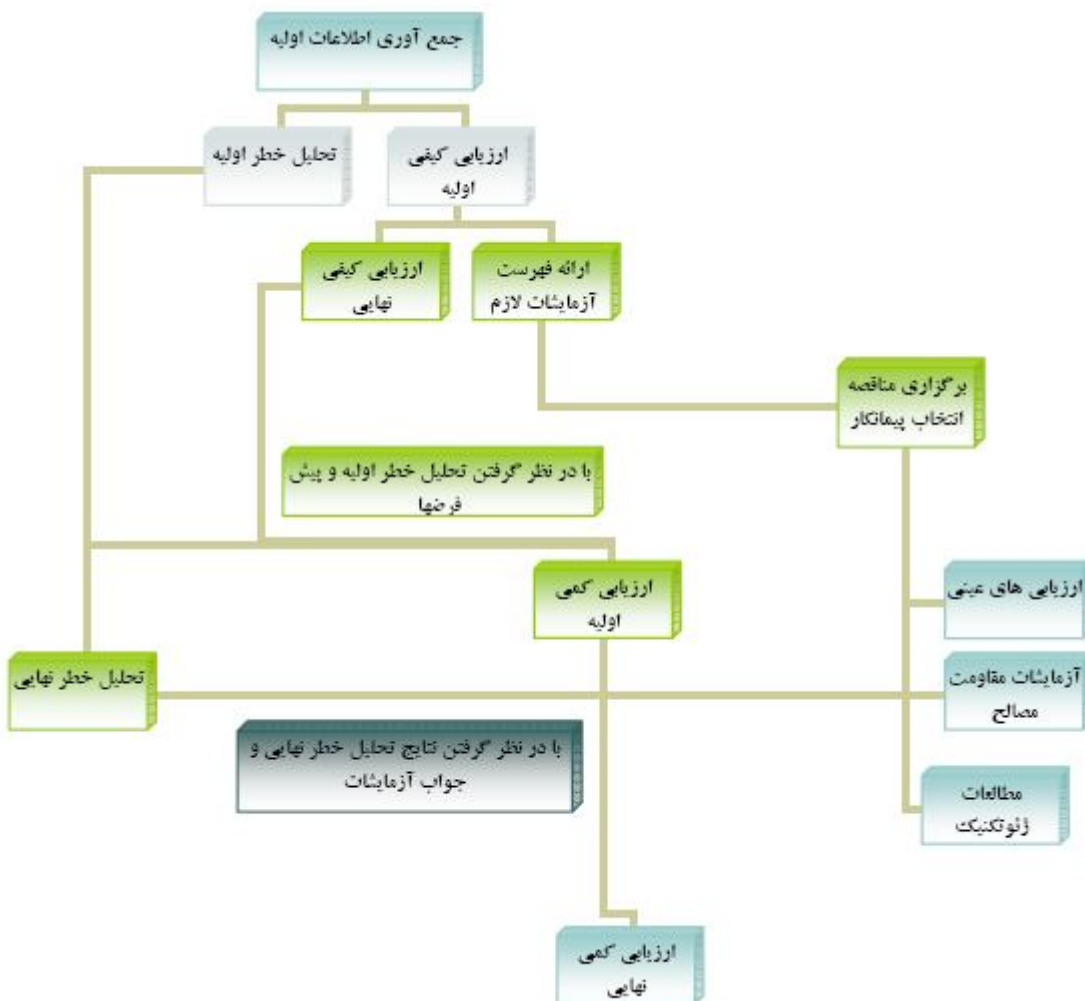 جمع آوری اطلاعات اولیه
تحلیل خطر اولیه
ارزیابی کیفی
اولیه
ارزیابی کیفی
نهایی
ارائه فهرست
آزمایشات لازم
برگزاری مناقصه
انتخاب پیمانکار
با در نظر گرفتن تحلیل خطر اولیه و پیش
فرضها
ارزیابی کمی
اولیه
ارزیابی های عینی
تحلیل خطر نهایی
آزمایشات مقاومت
مصالح
با در نظر گرفتن نتایج تحلیل خطر نهایی و
جواب آزمایشات
مطالعات
ژئوتکنیک
ارزیابی کمی
نهایی